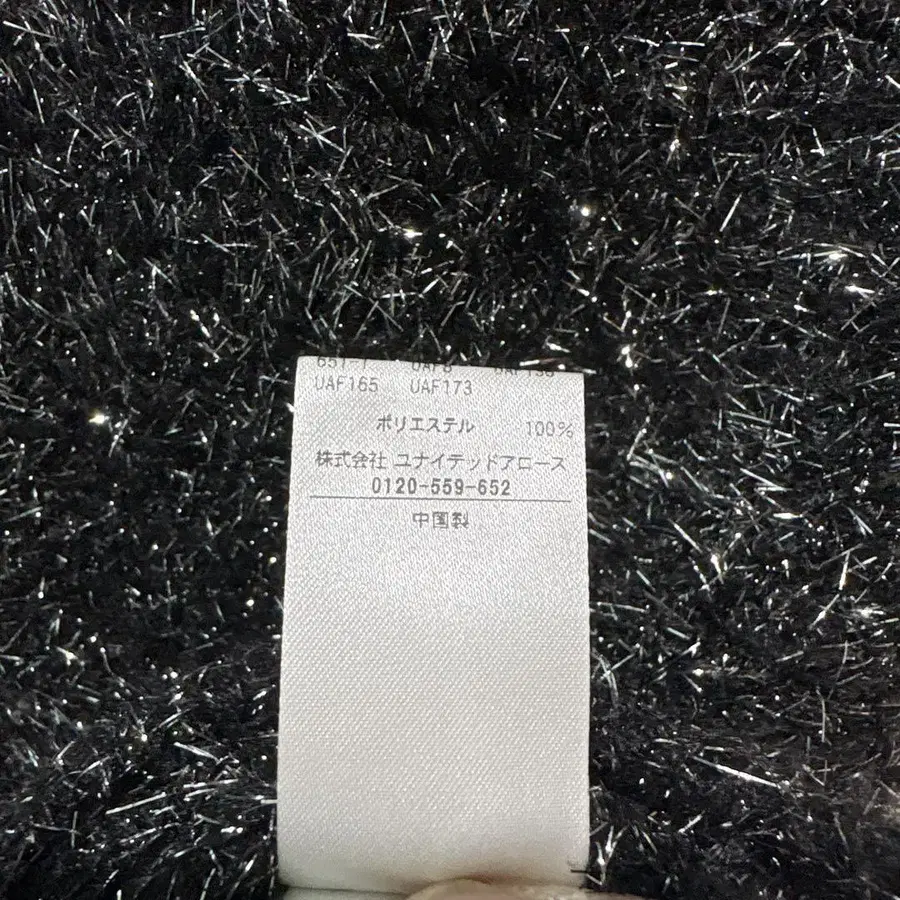 UAF165 UAF173
ポリエステル 100%
株式会社 ユナイテッドアローズ
0120-559-652
中国製